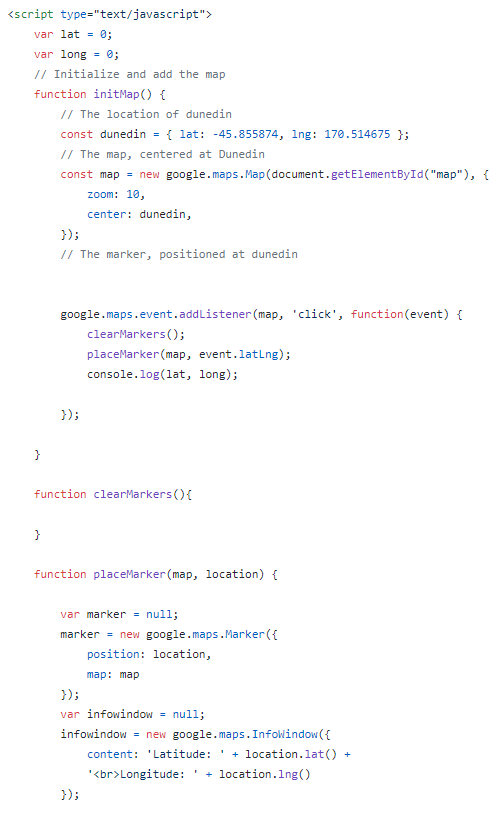 <script type="text/javascript">
var lat = 0;
var long = 0;
// Initialize and add the map
function initMap() {
// The location of dunedin
const dunedin = { lat: -45.855874, lng: 170.514675 };
// The map, centered at Dunedin
const map = new google.maps.Map(document.getElementById("map"), {
zoom: 10,
center: dunedin,
});
// The marker, positioned at dunedin
google.maps.event.addListener(map, 'click', function(event) {
clearMarkers();
placeMarker(map, event.latLng);
console.log(lat, long);
});
}
function clearMarkers(){
}
function placeMarker(map, location) {
var marker = null;
marker = new google.maps.Marker({
position: location,
map: map
});
var infowindow = null;
infowindow = new google.maps.InfoWindow({
content: 'Latitude: ' + location.lat() +
'<br>Longitude: ' + location.lng()
});